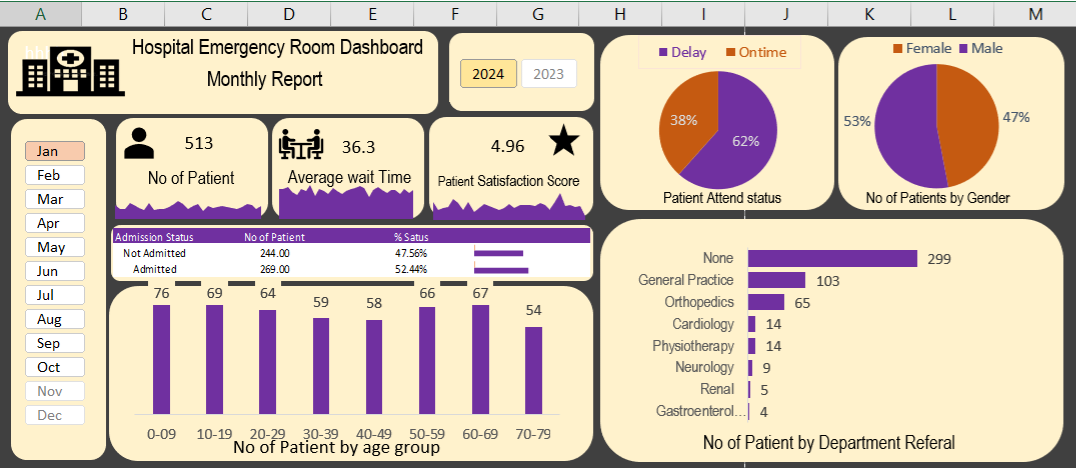 A B C D E F G H I J K L M
Hospital Emergency Room Dashboard
Monthly Report
2024 2023
Jan
Feb
Mar
Apr
May
Jun
Jul
Aug
Sep
Oct
Nov
Dec
513
No of Patient
36.3
Average wait Time
4.96
Patient Satisfaction Score
Admission Status No of Patient % Satus
Not Admitted 244.00 47.56%
Admitted 269.00 52.44%
76 69 64 59 58 66 67 54
0-09 10-19 20-29 30-39 40-49 50-59 60-69 70-79
No of Patient by age group
Delay Ontime
38%
62%
Patient Attend status
Female Male
53% 47%
No of Patients by Gender
None 299
General Practice 103
Orthopedics 65
Cardiology 14
Physiotherapy 14
Neurology 9
Renal 5
Gastroenterol... 4
No of Patient by Department Referal